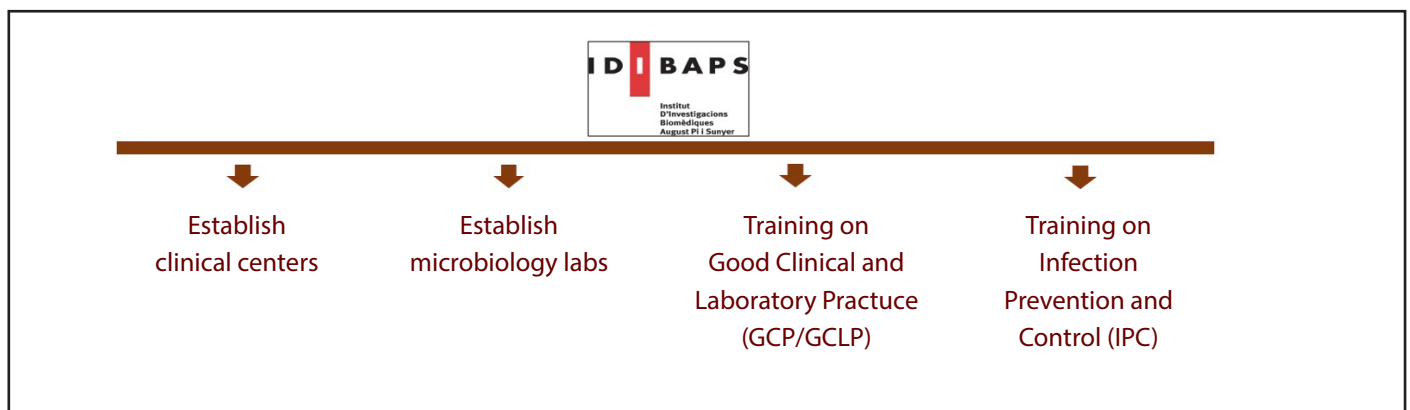 IDIBAPS
Institut
D'Investigacions
Biomèdiques
August Pi i Sunyer
Establish
clinical centers
Establish
microbiology labs
Training on
Good Clinical and
Laboratory Practuce
(GCP/GCLP)
Training on
Infection
Prevention and
Control (IPC)